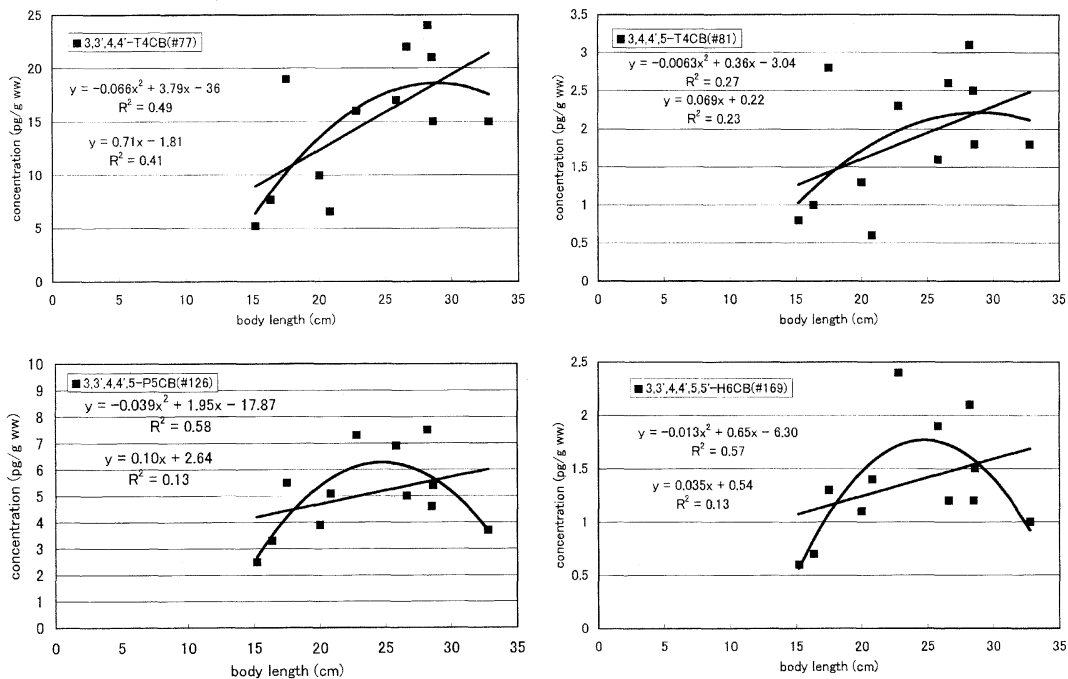 3,3',4,4'-T4CB(#77)
y = −0.066x² + 3.79x − 36
R² = 0.49
y = 0.71x − 1.81
R² = 0.41
concentration (pg/g ww)
25
20
15
10
5
0
0 5 10 15 20 25 30 35
body length (cm)
3,4,4',5-T4CB(#81)
y = −0.0063x² + 0.36x − 3.04
R² = 0.27
y = 0.069x + 0.22
R² = 0.23
concentration (pg/g ww)
3.5
3
2.5
2
1.5
1
0.5
0
0 5 10 15 20 25 30 35
body length (cm)
3,3',4,4',5-P5CB(#126)
y = −0.039x² + 1.95x − 17.87
R² = 0.58
y = 0.10x + 2.64
R² = 0.13
concentration (pg/g ww)
10
9
8
7
6
5
4
3
2
1
0
0 5 10 15 20 25 30 35
body length (cm)
3,3',4,4',5,5'-H6CB(#169)
y = −0.013x² + 0.65x − 6.30
R² = 0.57
y = 0.035x + 0.54
R² = 0.13
concentration (pg/g ww)
2.5
2
1.5
1
0.5
0
0 5 10 15 20 25 30 35
body length (cm)